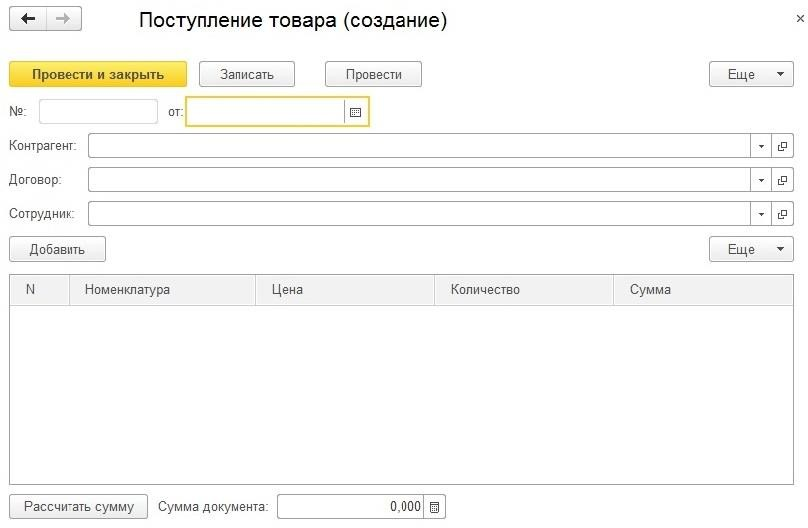 Поступление товара (создание)
Провести и закрыть Записать Провести Еще
№: от:
Контрагент:
Договор:
Сотрудник:
Добавить Еще
N Номенклатура Цена Количество Сумма
Рассчитать сумму Сумма документа: 0,000